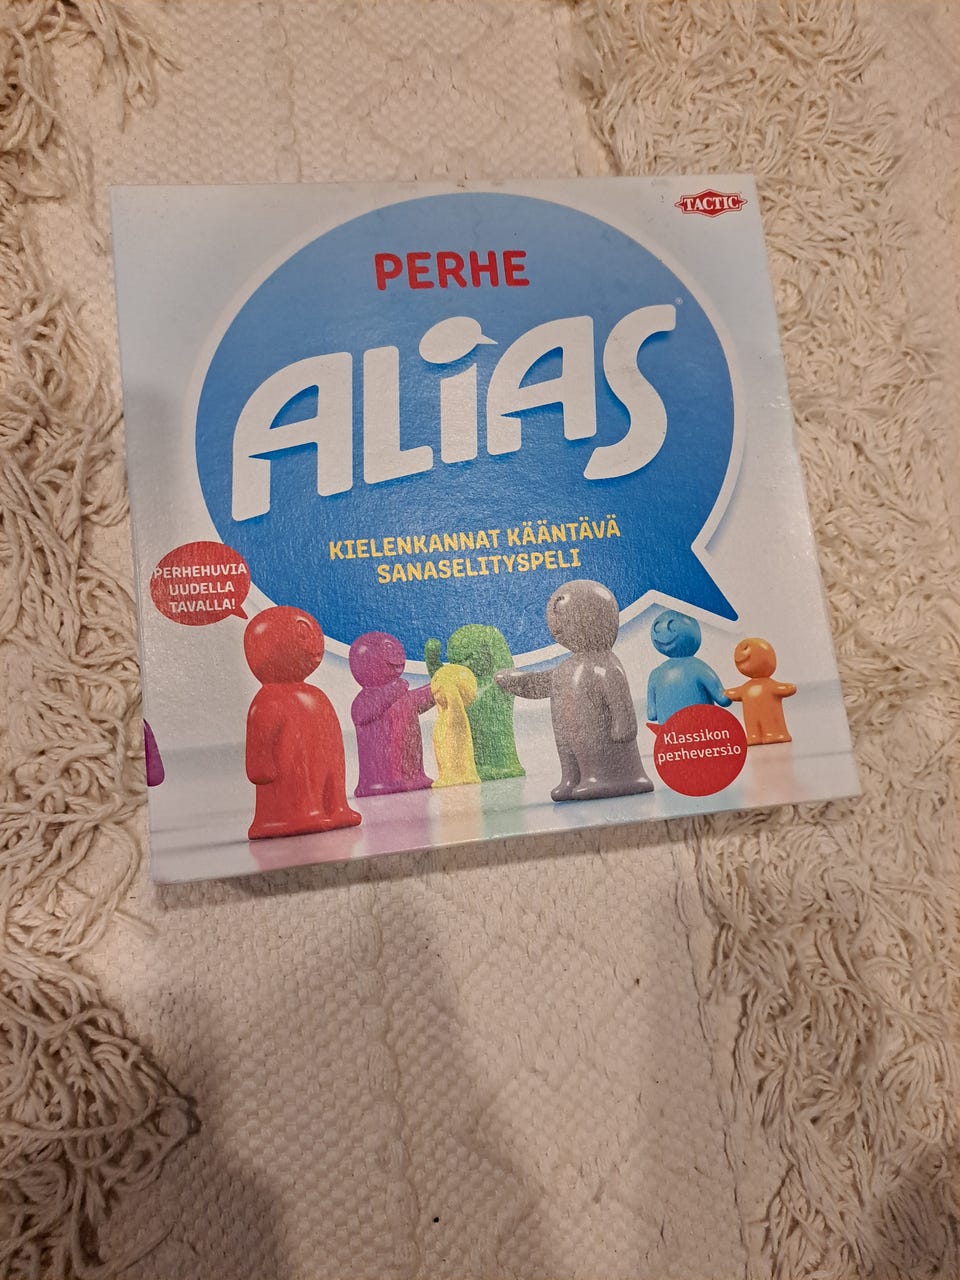 TACTIC
PERHE
ALiAS®
KIELENKANNAT KÄÄNTÄVÄ
SANASELITYSPELI
PERHEHUVIA
UUDELLA
TAVALLA!
Klassikon
perheversio